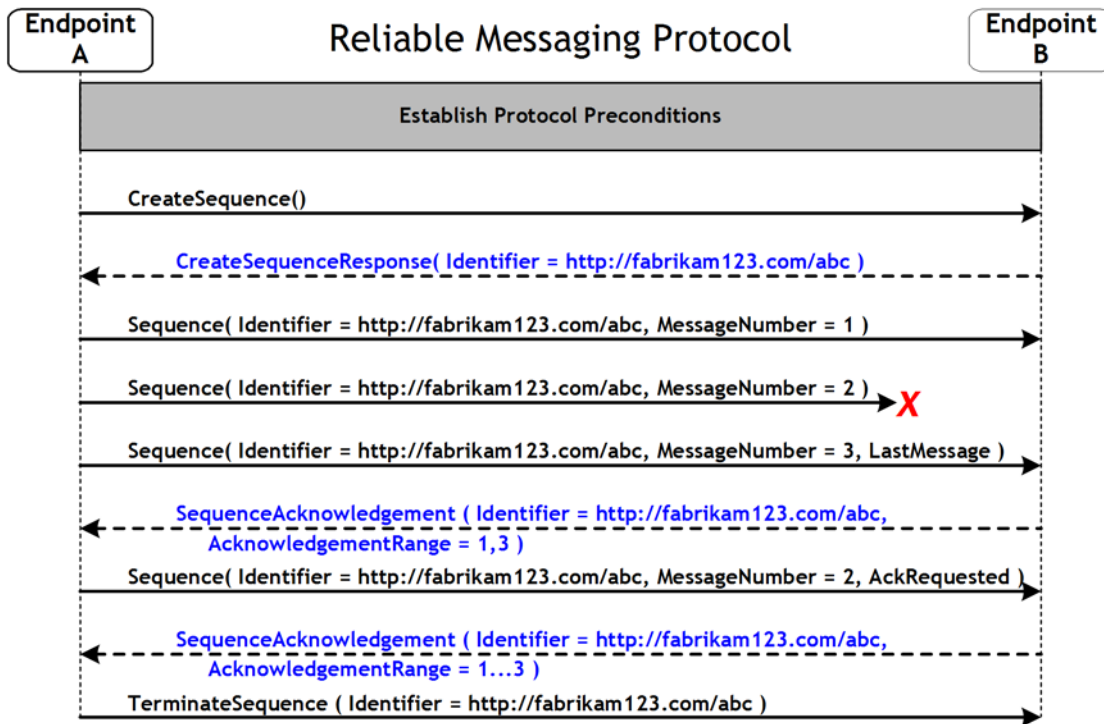 Endpoint
A
Reliable Messaging Protocol
Endpoint
B
Establish Protocol Preconditions
CreateSequence()
CreateSequenceResponse( Identifier = http://fabrikam123.com/abc )
Sequence( Identifier = http://fabrikam123.com/abc, MessageNumber = 1 )
Sequence( Identifier = http://fabrikam123.com/abc, MessageNumber = 2 )
X
Sequence( Identifier = http://fabrikam123.com/abc, MessageNumber = 3, LastMessage )
SequenceAcknowledgement ( Identifier = http://fabrikam123.com/abc,
AcknowledgementRange = 1,3 )
Sequence( Identifier = http://fabrikam123.com/abc, MessageNumber = 2, AckRequested )
SequenceAcknowledgement ( Identifier = http://fabrikam123.com/abc,
AcknowledgementRange = 1...3 )
TerminateSequence ( Identifier = http://fabrikam123.com/abc )